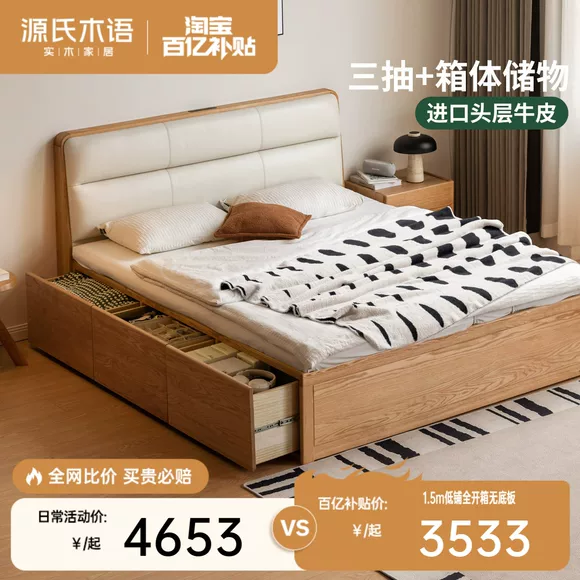 源氏木语
实木家居
淘宝
百亿补贴
三抽+箱体储物
进口头层牛皮
全网比价 买贵必赔
日常活动价:
¥/起
4653
VS
百亿补贴价:
¥/起
1.5m低铺全开箱无底板
3533